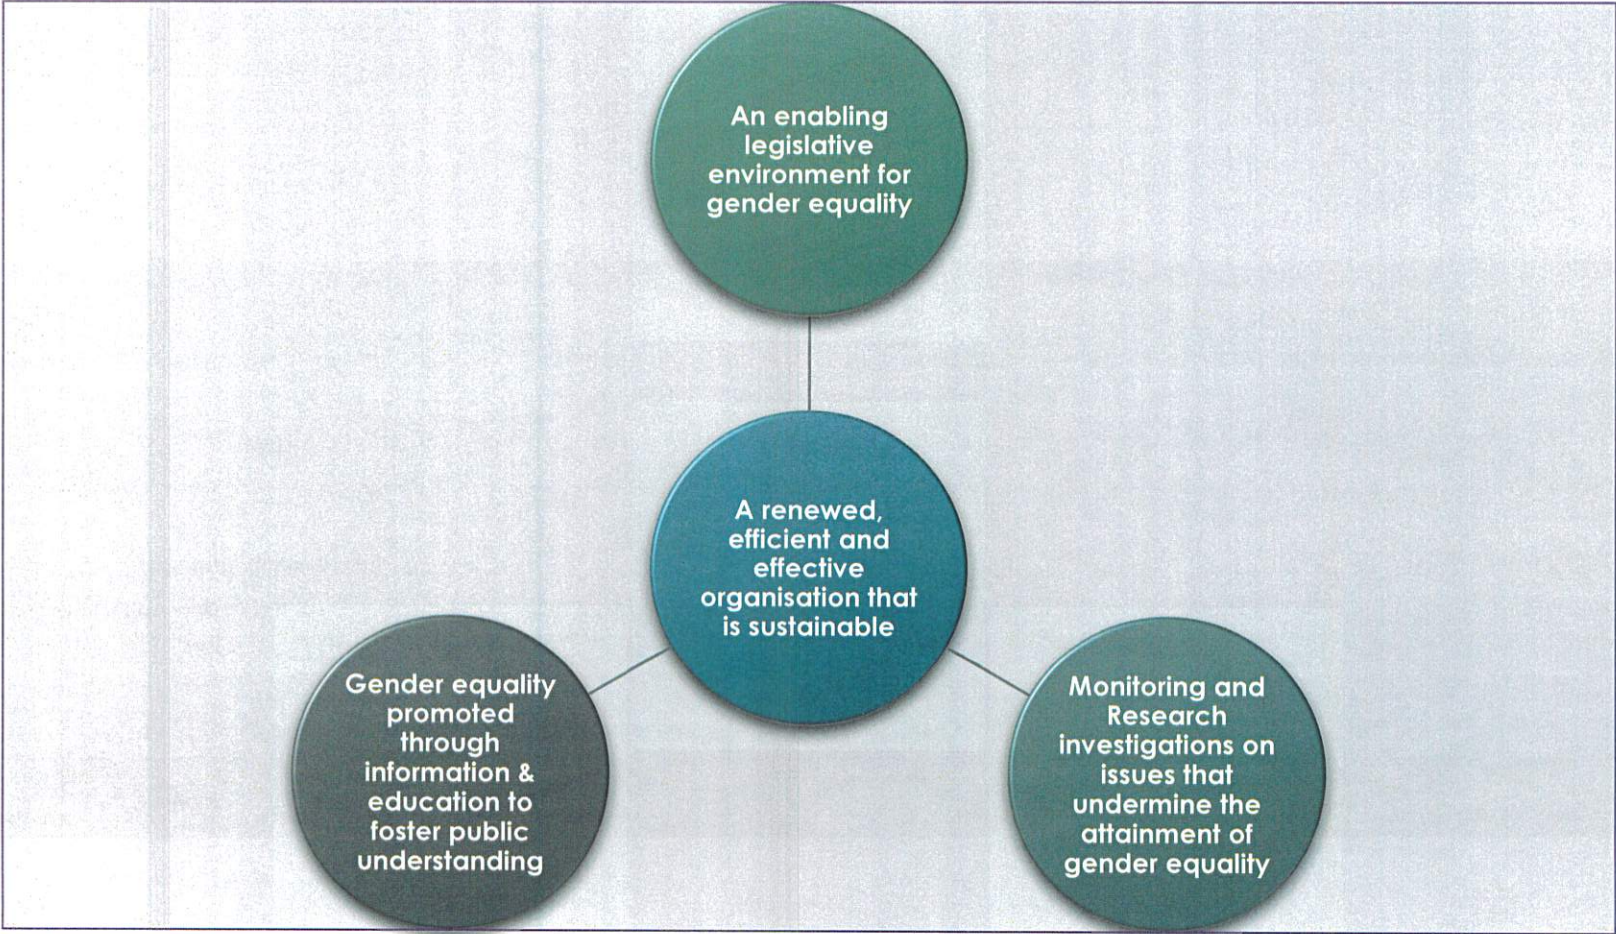 An enabling
legislative
environment for
gender equality
A renewed,
efficient and
effective
organisation that
is sustainable
Gender equality
promoted
through
information &
education to
foster public
understanding
Monitoring and
Research
investigations on
issues that
undermine the
attainment of
gender equality